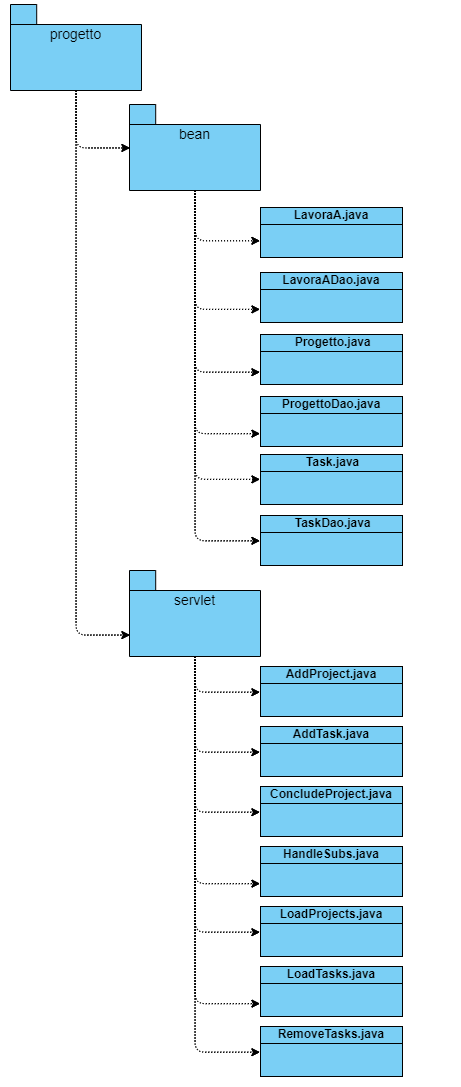 progetto
bean
LavoraA.java
LavoraADao.java
Progetto.java
ProgettoDao.java
Task.java
TaskDao.java
servlet
AddProject.java
AddTask.java
ConcludeProject.java
HandleSubs.java
LoadProjects.java
LoadTasks.java
RemoveTasks.java